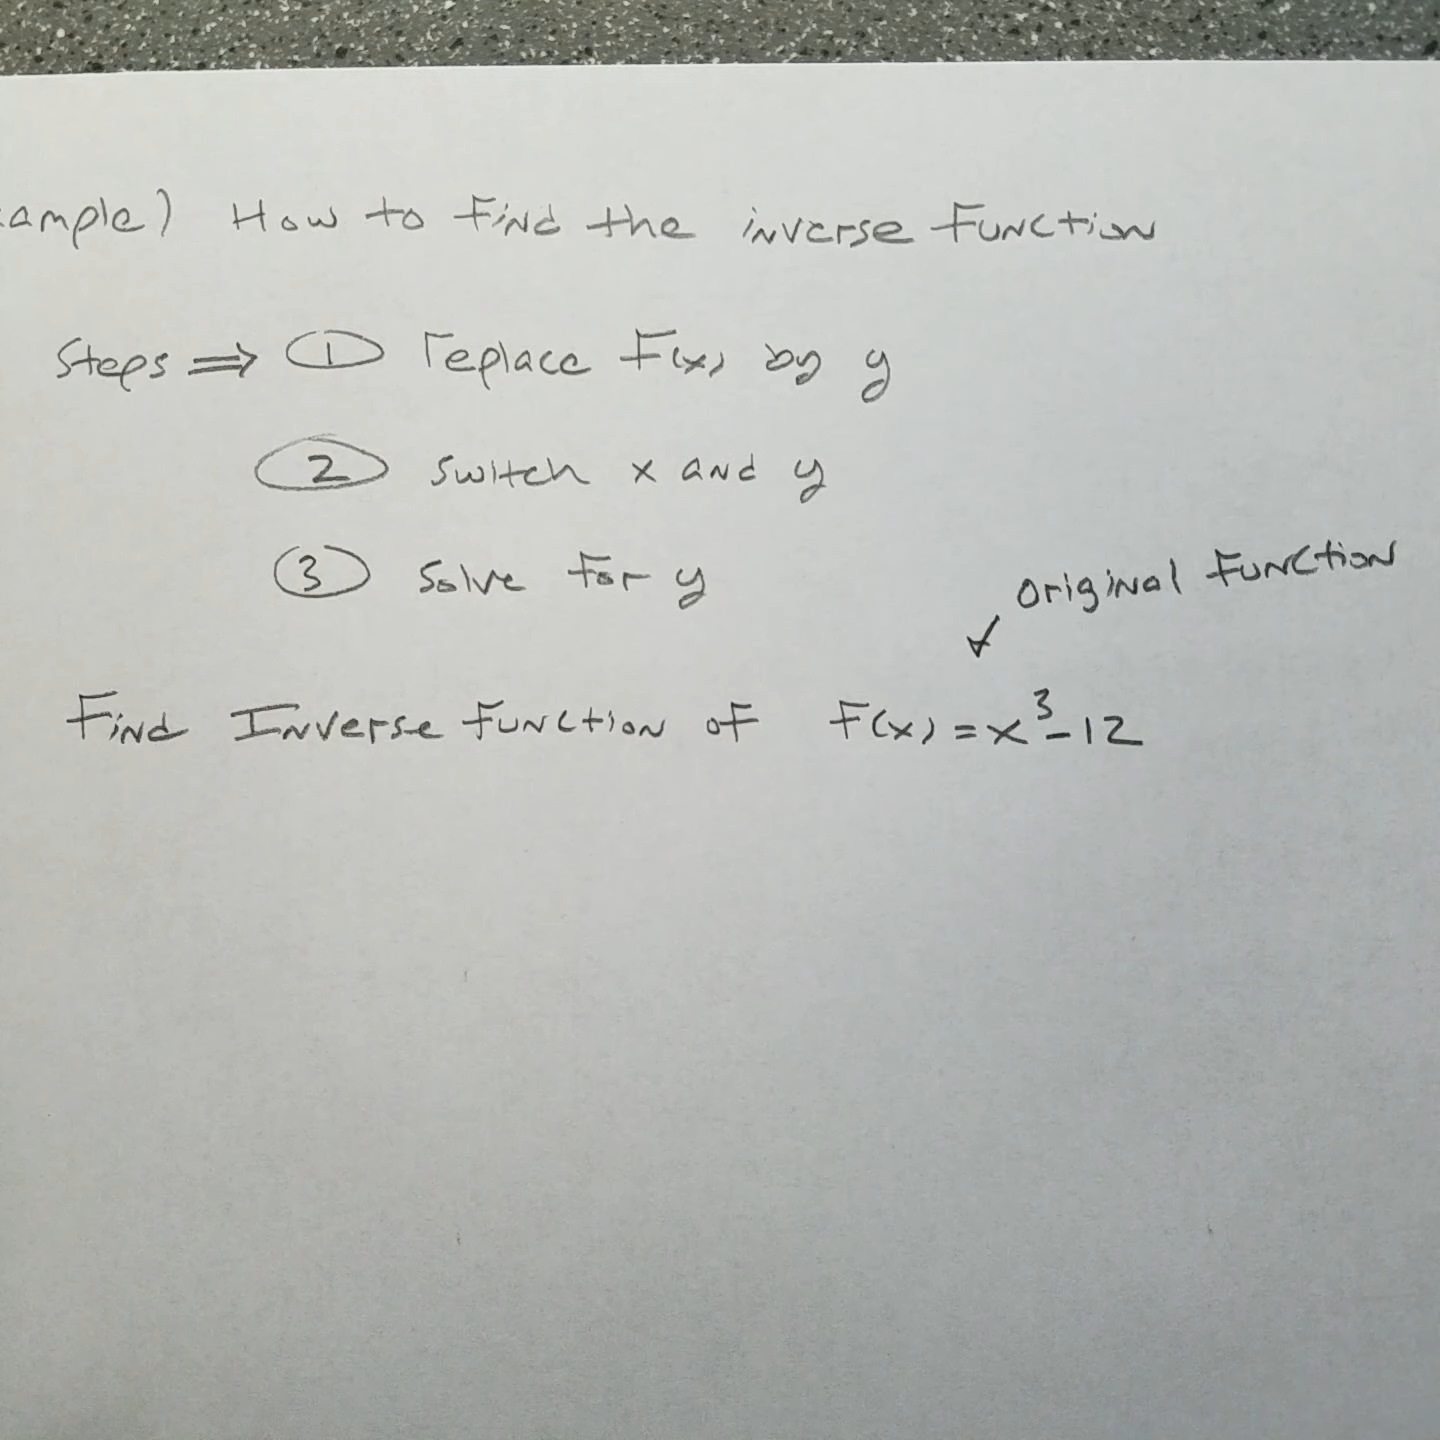 ample) How to find the inverse function
Steps ⇒ ① replace F(x) by y
② switch x and y
③ solve for y
original function
Find Inverse function of F(x) = x³-12